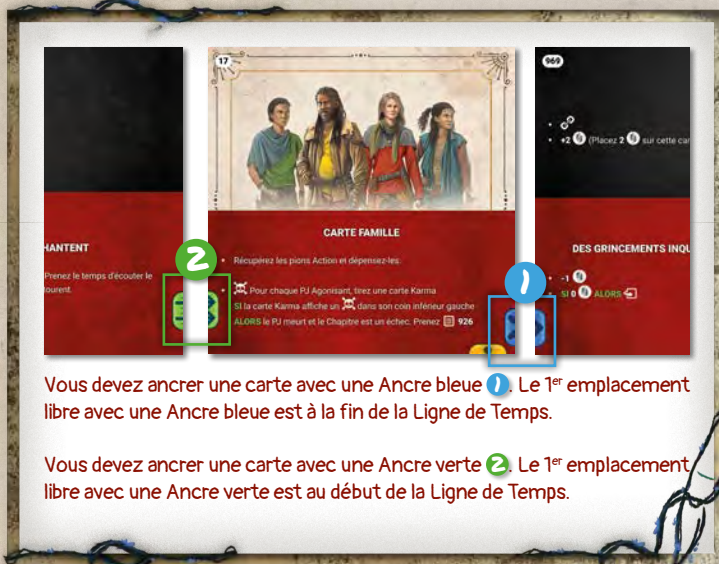 17
969
+2 (Placez 2 sur cette car
HANTENT
CARTE FAMILLE
DES GRINCEMENTS INQU
Prenez le temps d'écouter le
ourent.
2
Récupérez les pions Action et dépensez-les.
Pour chaque PJ Agonisant, tirez une carte Karma
SI la carte Karma affiche un dans son coin inférieur gauche
ALORS le PJ meurt et le Chapitre est un échec. Prenez 926
1
-1
SI 0 ALORS
Vous devez ancrer une carte avec une Ancre bleue 1. Le 1er emplacement
libre avec une Ancre bleue est à la fin de la Ligne de Temps.
Vous devez ancrer une carte avec une Ancre verte 2. Le 1er emplacement
libre avec une Ancre verte est au début de la Ligne de Temps.